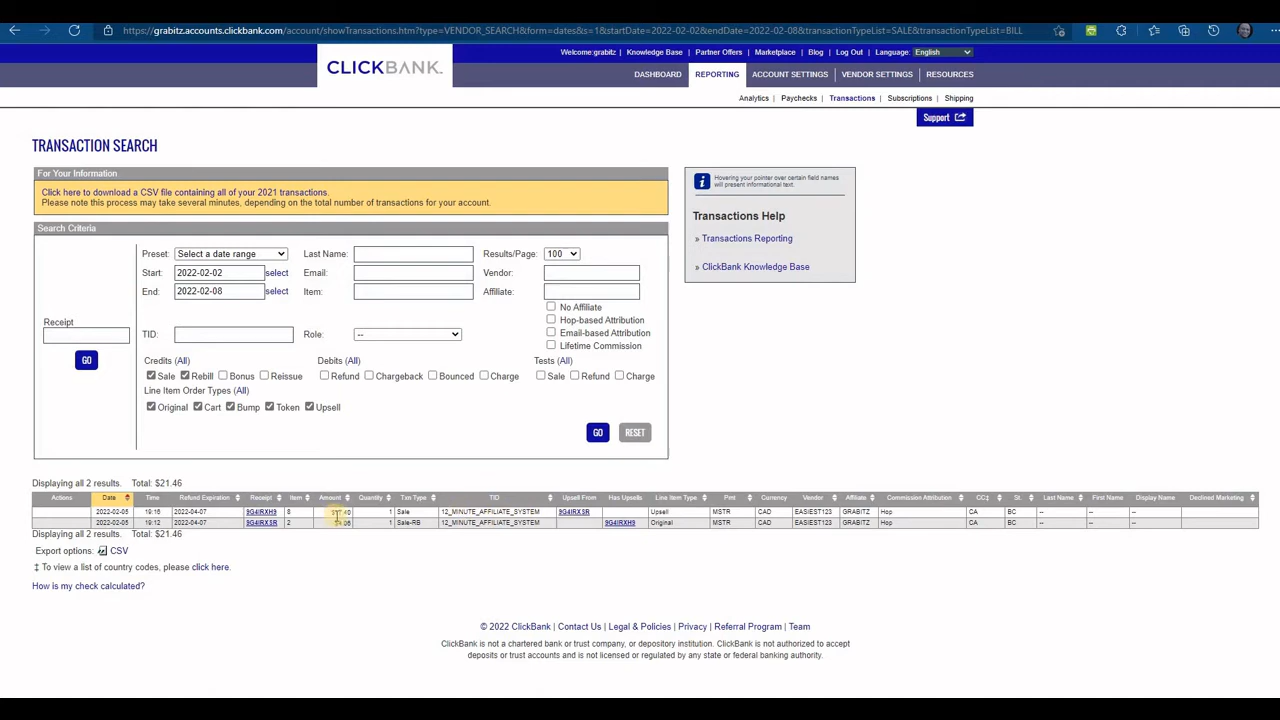 https://grabitz.accounts.clickbank.com/account/showTransactions.htm?type=VENDOR_SEARCH&form=dates&s=1&startDate=2022-02-02&endDate=2022-02-08&transactionTypeList=SALE&transactionTypeList=BILL
Welcome:grabitz | Knowledge Base | Partner Offers | Marketplace | Blog | Log Out | Language: English
CLICKBANK.
DASHBOARD REPORTING ACCOUNT SETTINGS VENDOR SETTINGS RESOURCES
Analytics | Paychecks | Transactions | Subscriptions | Shipping
Support
TRANSACTION SEARCH
For Your Information
Click here to download a CSV file containing all of your 2021 transactions.
Please note this process may take several minutes, depending on the total number of transactions for your account.
Hovering your pointer over certain field names
will present informational text.
Transactions Help
» Transactions Reporting
» ClickBank Knowledge Base
Search Criteria
Preset: Select a date range Last Name: Results/Page: 100
Start: 2022-02-02 select Email: Vendor:
End: 2022-02-08 select Item: Affiliate:
No Affiliate
Hop-based Attribution
Email-based Attribution
Lifetime Commission
Receipt
GO
TID: Role: --
Credits (All) Debits (All) Tests (All)
Sale Rebill Bonus Reissue Refund Chargeback Bounced Charge Sale Refund Charge
Line Item Order Types (All)
Original Cart Bump Token Upsell
GO RESET
Displaying all 2 results. Total: $21.46
Actions Date Time Refund Expiration Receipt Item Amount Quantity Txn Type TID Upsell From Has Upsells Line Item Type Pmt Currency Vendor Affiliate Commission Attribution CC‡ St. Last Name First Name Display Name Declined Marketing
2022-02-05 19:16 2022-04-07 9G4IRXH9 8 1 Sale 12_MINUTE_AFFILIATE_SYSTEM 9G4IRXSR Upsell MSTR CAD EASIEST123 GRABITZ Hop CA BC -- -- --
2022-02-05 19:12 2022-04-07 9G4IRXSR 2 1 Sale-RB 12_MINUTE_AFFILIATE_SYSTEM 9G4IRXH9 Original MSTR CAD EASIEST123 GRABITZ Hop CA BC -- -- --
Displaying all 2 results. Total: $21.46
Export options: CSV
‡ To view a list of country codes, please click here.
How is my check calculated?
© 2022 ClickBank | Contact Us | Legal & Policies | Privacy | Referral Program | Team
ClickBank is not a chartered bank or trust company, or depository institution. ClickBank is not authorized to accept
deposits or trust accounts and is not licensed or regulated by any state or federal banking authority.